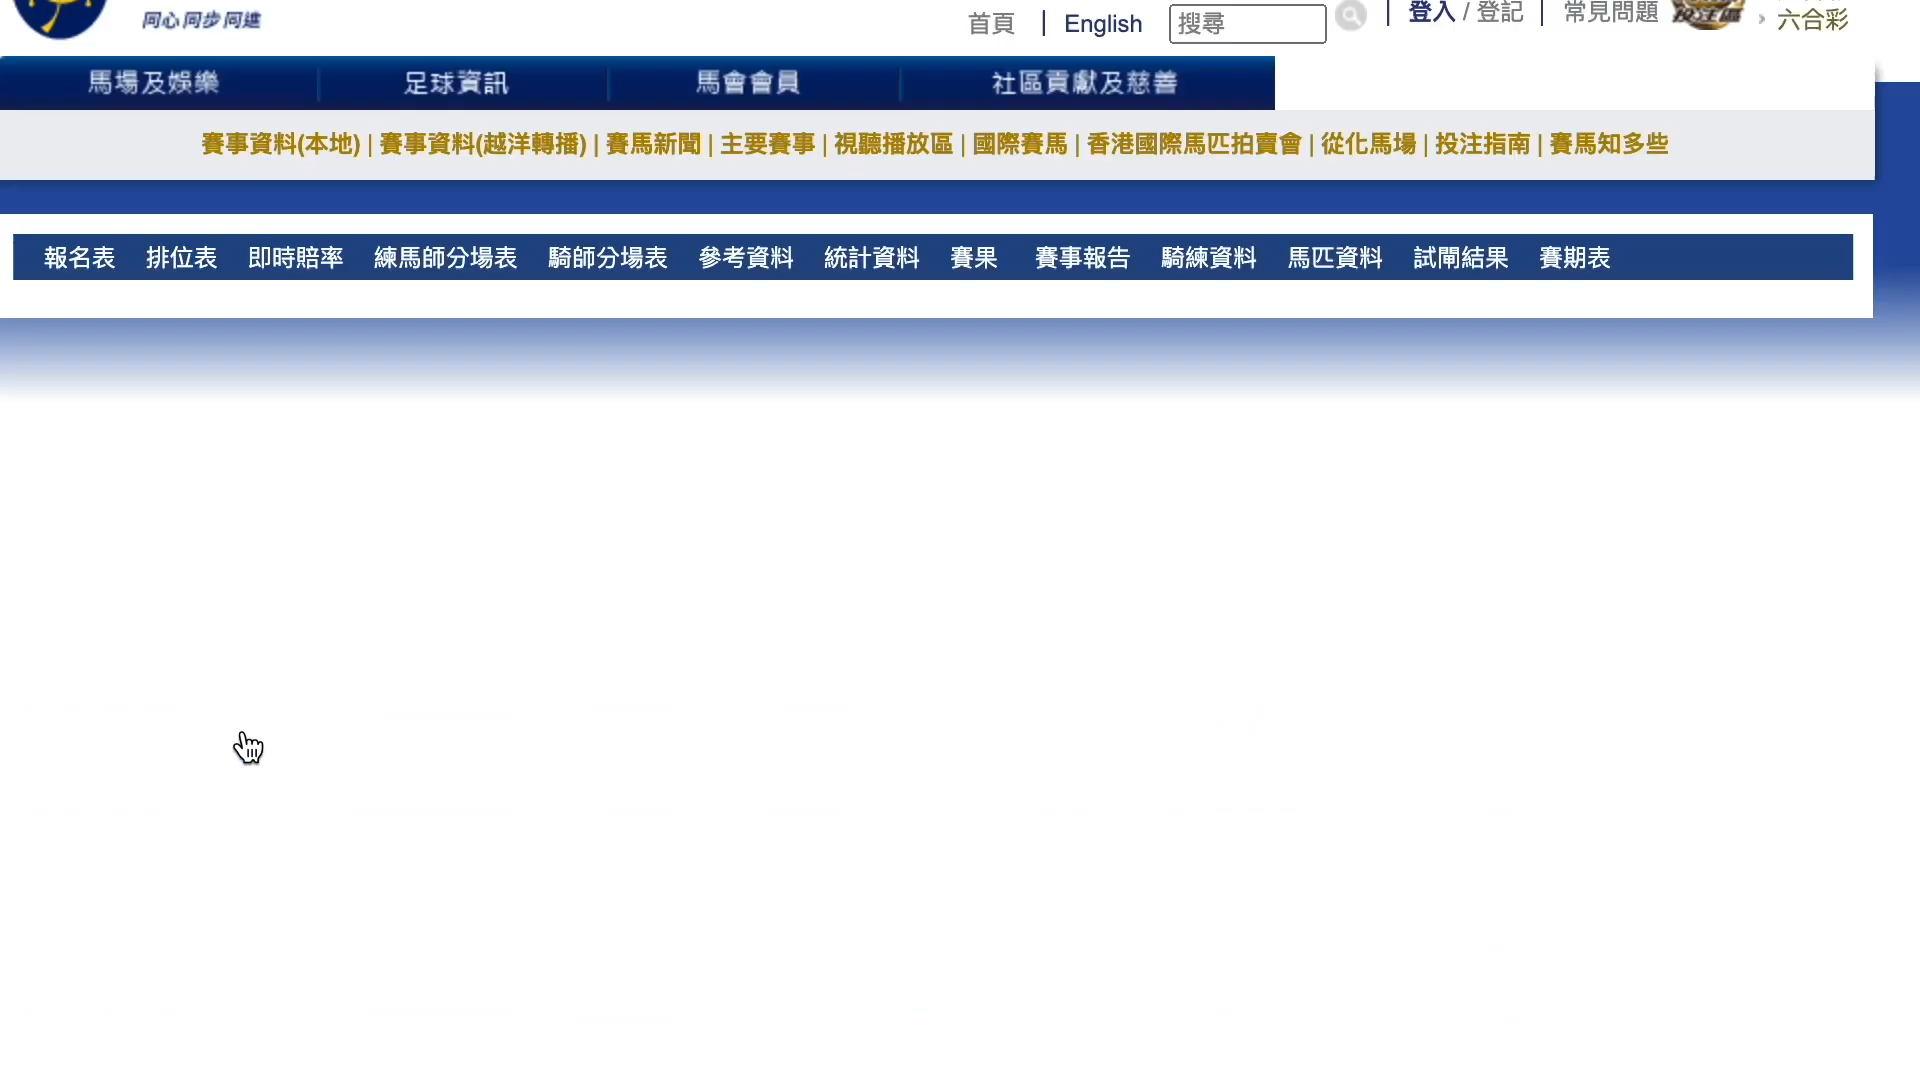 同心同步同進
首頁 | English 搜尋 | 登入 / 登記 | 常見問題 投注區 › 六合彩
馬場及娛樂 足球資訊 馬會會員 社區貢獻及慈善
賽事資料(本地) | 賽事資料(越洋轉播) | 賽馬新聞 | 主要賽事 | 視聽播放區 | 國際賽馬 | 香港國際馬匹拍賣會 | 從化馬場 | 投注指南 | 賽馬知多些
報名表 排位表 即時賠率 練馬師分場表 騎師分場表 參考資料 統計資料 賽果 賽事報告 騎練資料 馬匹資料 試閘結果 賽期表